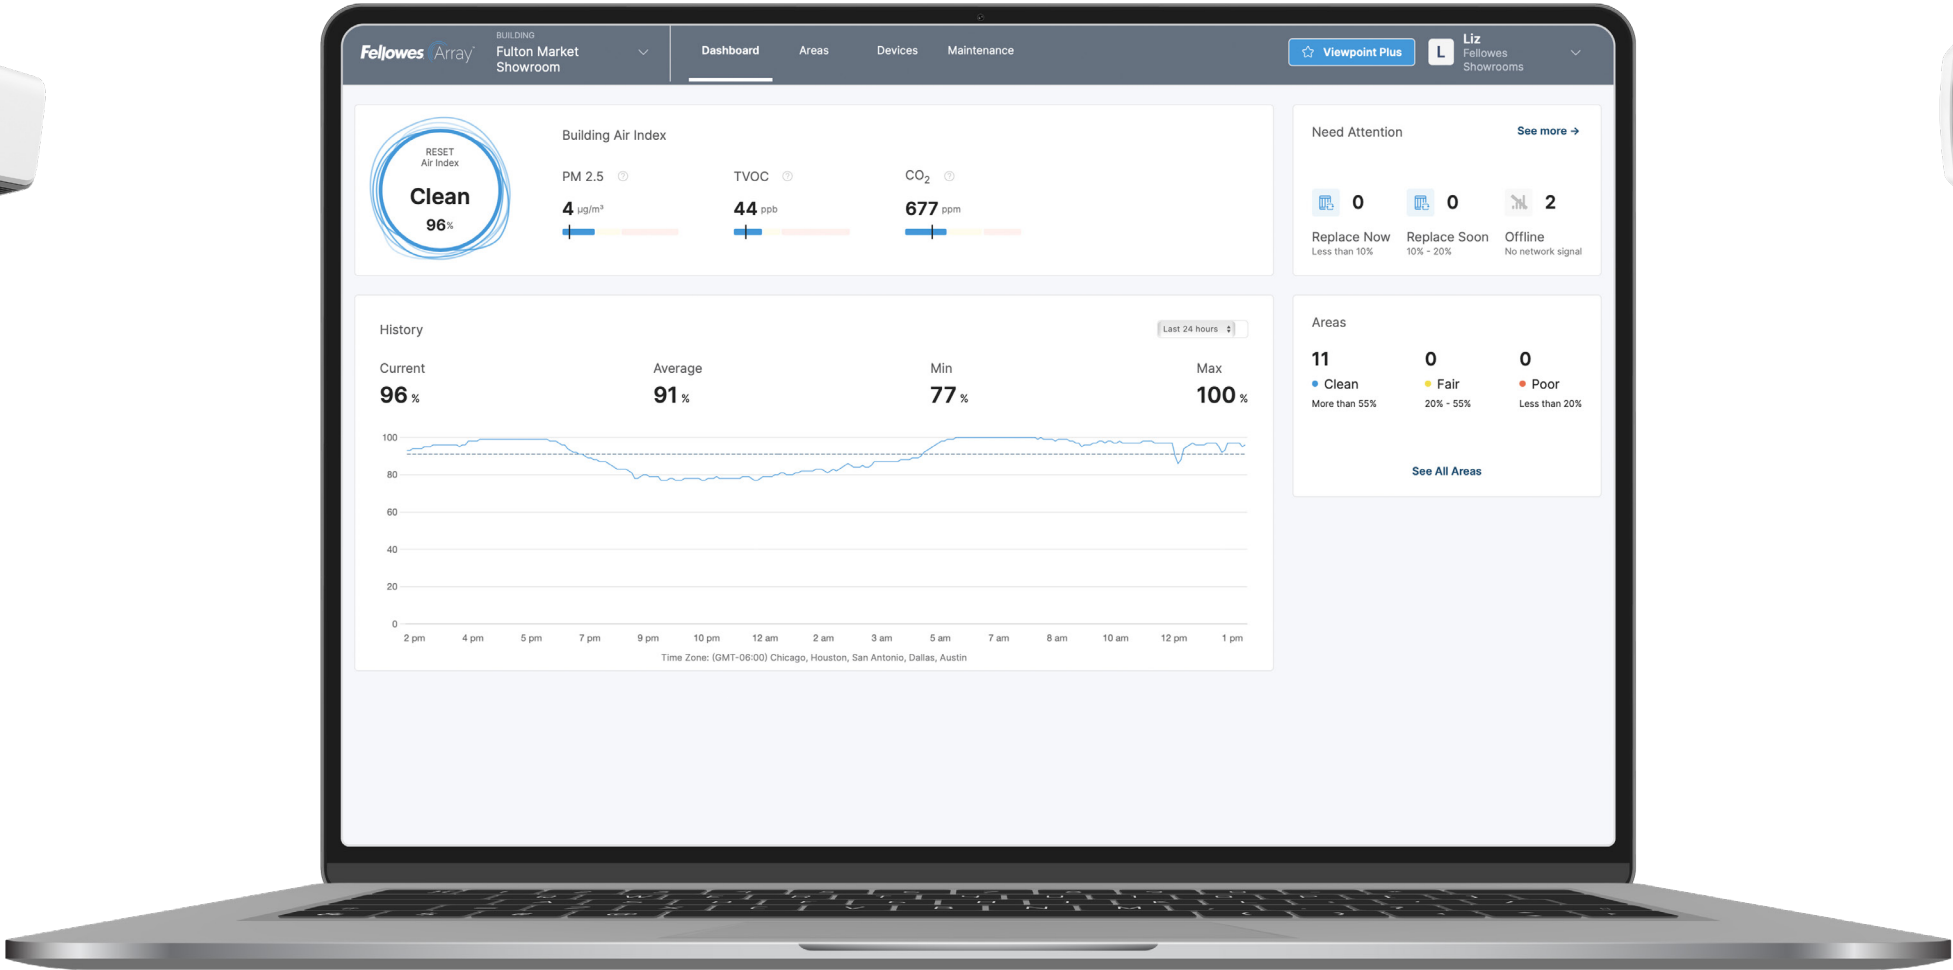 Fellowes Array™
BUILDING
Fulton Market
Showroom
Dashboard
Areas
Devices
Maintenance
Viewpoint Plus
L
Liz
Fellowes
Showrooms
RESET
Air Index
Clean
96%
Building Air Index
PM 2.5 ?
4 µg/m³
TVOC ?
44 ppb
CO₂ ?
677 ppm
Need Attention
See more →
0
Replace Now
Less than 10%
0
Replace Soon
10% - 20%
2
Offline
No network signal
History
Last 24 hours
Current
96 %
Average
91 %
Min
77 %
Max
100 %
100
80
60
40
20
0
2 pm 4 pm 5 pm 7 pm 9 pm 10 pm 12 am 2 am 3 am 5 am 7 am 8 am 10 am 12 pm 1 pm
Time Zone: (GMT-06:00) Chicago, Houston, San Antonio, Dallas, Austin
Areas
11
Clean
More than 55%
0
Fair
20% - 55%
0
Poor
Less than 20%
See All Areas